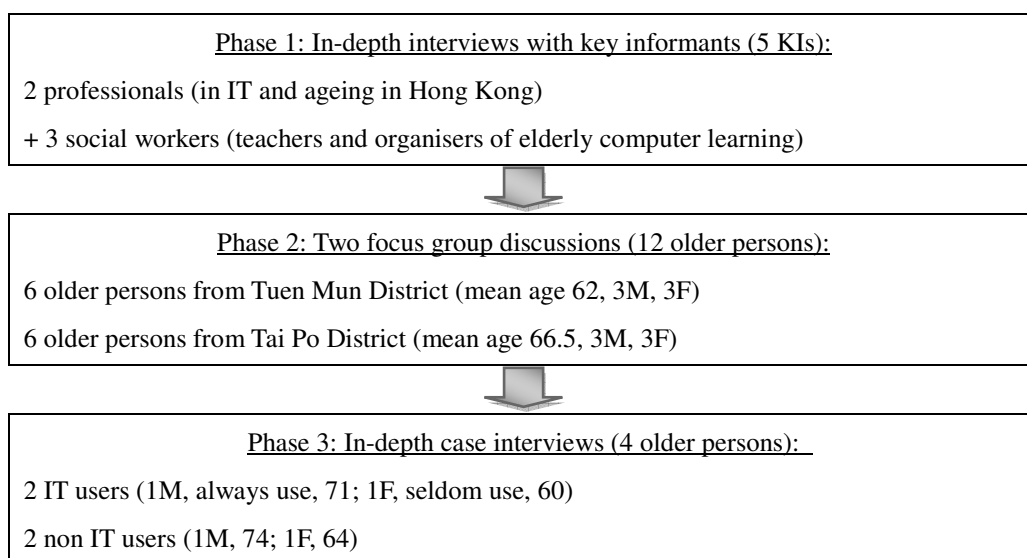 Phase 1: In-depth interviews with key informants (5 KIs):
2 professionals (in IT and ageing in Hong Kong)
+ 3 social workers (teachers and organisers of elderly computer learning)
Phase 2: Two focus group discussions (12 older persons):
6 older persons from Tuen Mun District (mean age 62, 3M, 3F)
6 older persons from Tai Po District (mean age 66.5, 3M, 3F)
Phase 3: In-depth case interviews (4 older persons):
2 IT users (1M, always use, 71; 1F, seldom use, 60)
2 non IT users (1M, 74; 1F, 64)